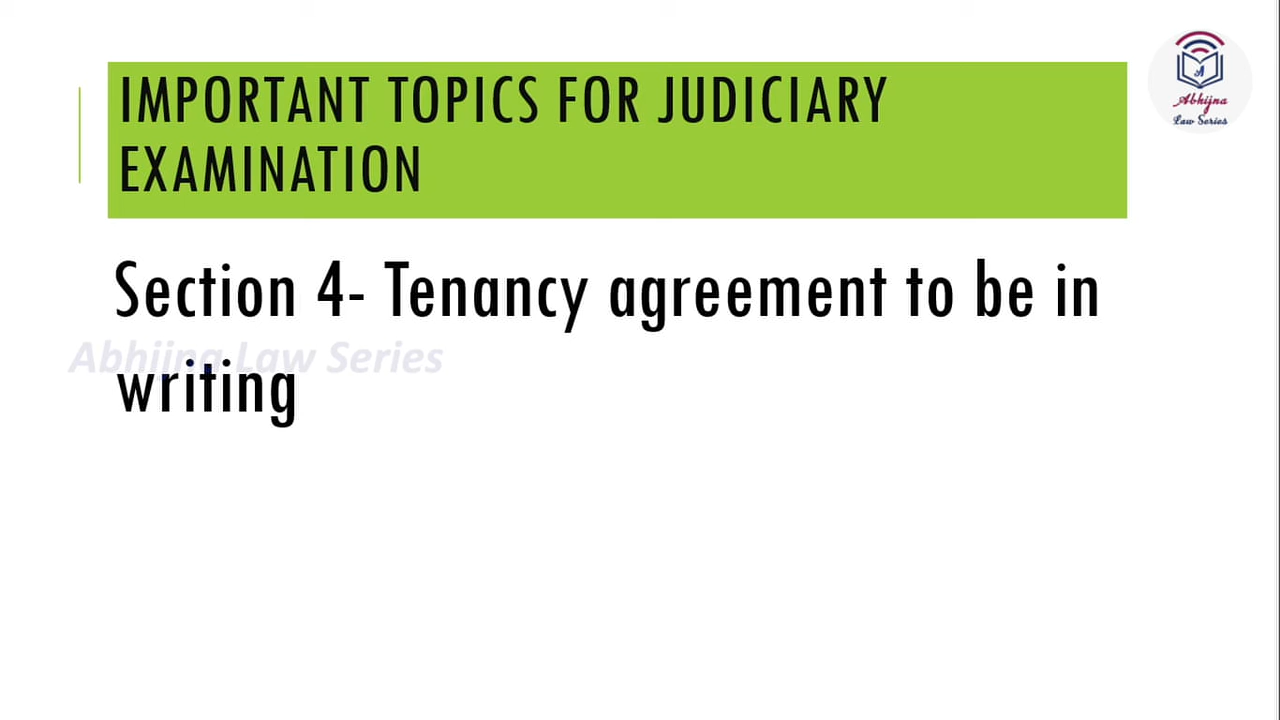 IMPORTANT TOPICS FOR JUDICIARY
EXAMINATION
A
Abhijna
Law Series
Section 4- Tenancy agreement to be in
Abhijna Law Series
writing